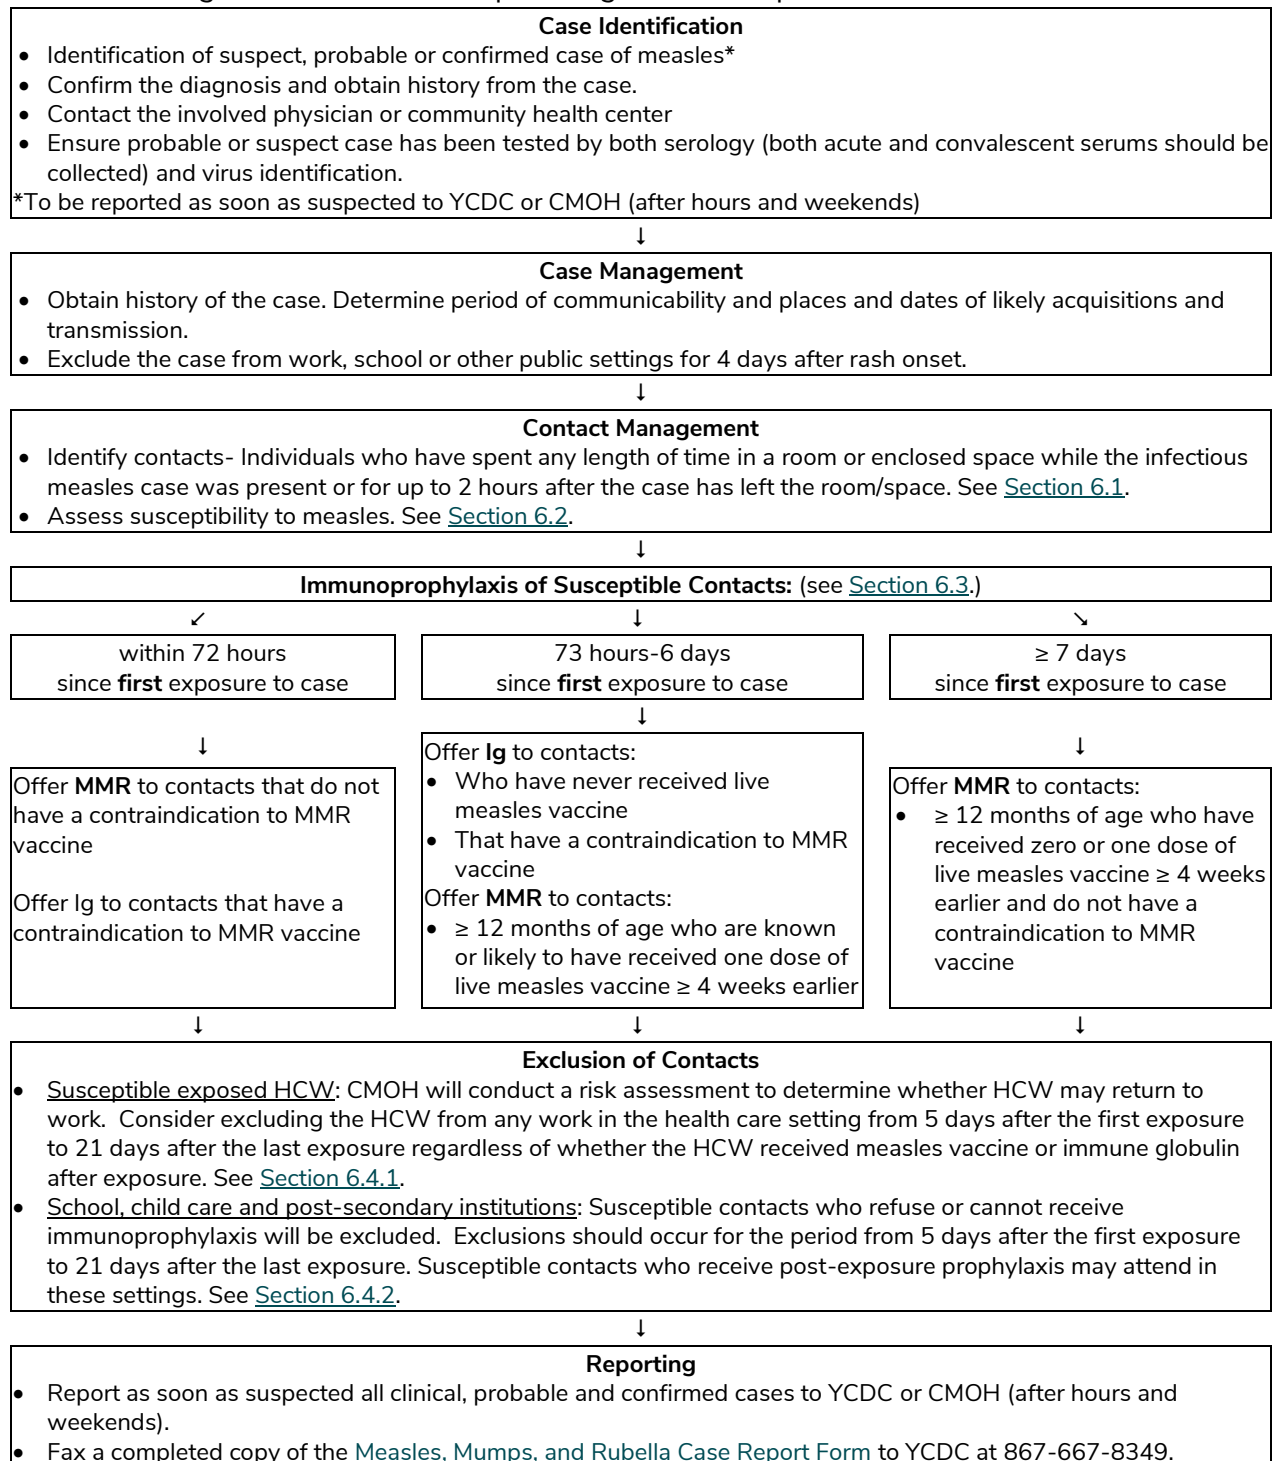 Case Identification
• Identification of suspect, probable or confirmed case of measles*
• Confirm the diagnosis and obtain history from the case.
• Contact the involved physician or community health center
• Ensure probable or suspect case has been tested by both serology (both acute and convalescent serums should be
collected) and virus identification.
*To be reported as soon as suspected to YCDC or CMOH (after hours and weekends)
↓
Case Management
• Obtain history of the case. Determine period of communicability and places and dates of likely acquisitions and
transmission.
• Exclude the case from work, school or other public settings for 4 days after rash onset.
↓
Contact Management
• Identify contacts- Individuals who have spent any length of time in a room or enclosed space while the infectious
measles case was present or for up to 2 hours after the case has left the room/space. See Section 6.1.
• Assess susceptibility to measles. See Section 6.2.
↓
Immunoprophylaxis of Susceptible Contacts: (see Section 6.3.)
↙ ↓ ↘
within 72 hours
since first exposure to case
↓
Offer MMR to contacts that do not
have a contraindication to MMR
vaccine
Offer Ig to contacts that have a
contraindication to MMR vaccine
↓
73 hours-6 days
since first exposure to case
↓
Offer Ig to contacts:
• Who have never received live
measles vaccine
• That have a contraindication to MMR
vaccine
Offer MMR to contacts:
• ≥ 12 months of age who are known
or likely to have received one dose of
live measles vaccine ≥ 4 weeks earlier
↓
≥ 7 days
since first exposure to case
↓
Offer MMR to contacts:
• ≥ 12 months of age who have
received zero or one dose of
live measles vaccine ≥ 4 weeks
earlier and do not have a
contraindication to MMR
vaccine
↓
Exclusion of Contacts
• Susceptible exposed HCW: CMOH will conduct a risk assessment to determine whether HCW may return to
work. Consider excluding the HCW from any work in the health care setting from 5 days after the first exposure
to 21 days after the last exposure regardless of whether the HCW received measles vaccine or immune globulin
after exposure. See Section 6.4.1.
• School, child care and post-secondary institutions: Susceptible contacts who refuse or cannot receive
immunoprophylaxis will be excluded. Exclusions should occur for the period from 5 days after the first exposure
to 21 days after the last exposure. Susceptible contacts who receive post-exposure prophylaxis may attend in
these settings. See Section 6.4.2.
↓
Reporting
• Report as soon as suspected all clinical, probable and confirmed cases to YCDC or CMOH (after hours and
weekends).
• Fax a completed copy of the Measles, Mumps, and Rubella Case Report Form to YCDC at 867-667-8349.